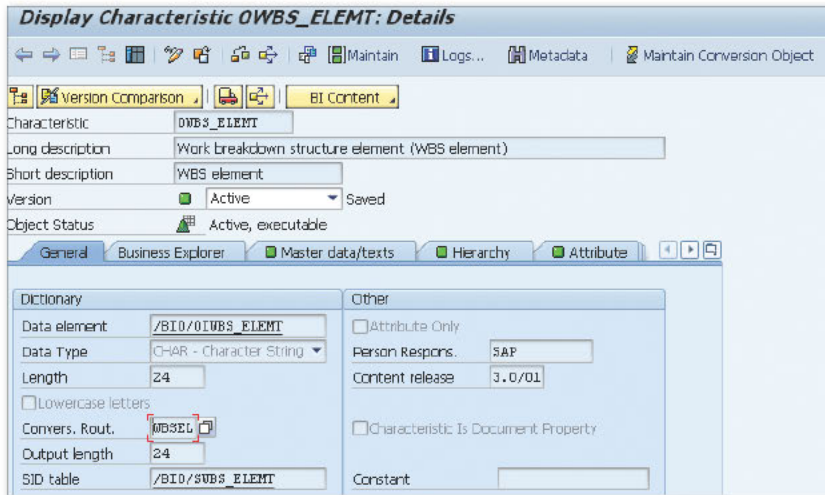 Display Characteristic 0WBS_ELEMT: Details
Maintain Logs... Metadata Maintain Conversion Object
Version Comparison BI Content
Characteristic 0WBS_ELEMT
Long description Work breakdown structure element (WBS element)
Short description WBS element
Version Active Saved
Object Status Active, executable
General Business Explorer Master data/texts Hierarchy Attribute
Dictionary Other
Data element /BI0/OIWBS_ELEMT Attribute Only
Data Type CHAR - Character String Person Respons. SAP
Length 24 Content release 3.0/01
Lowercase letters
Convers. Rout. WBSEL Characteristic Is Document Property
Output length 24
SID table /BI0/SWBS_ELEMT Constant